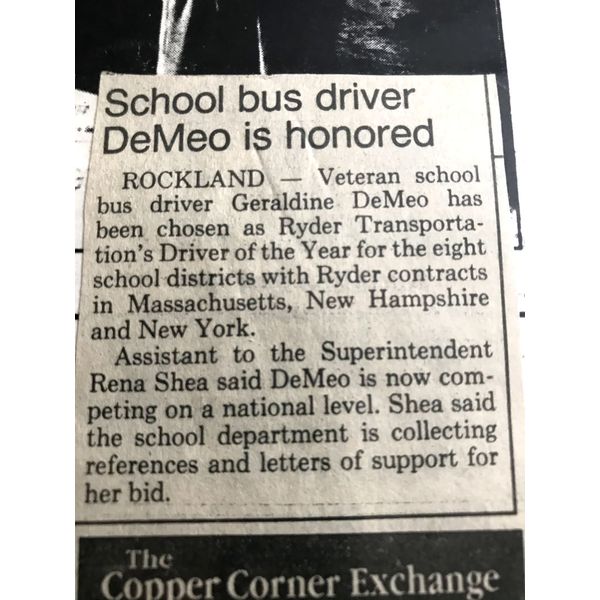 School bus driver
DeMeo is honored
ROCKLAND — Veteran school
bus driver Geraldine DeMeo has
been chosen as Ryder Transporta-
tion's Driver of the Year for the eight
school districts with Ryder contracts
in Massachusetts, New Hampshire
and New York.
Assistant to the Superintendent
Rena Shea said DeMeo is now com-
peting on a national level. Shea said
the school department is collecting
references and letters of support for
her bid.
The
Copper Corner Exchange